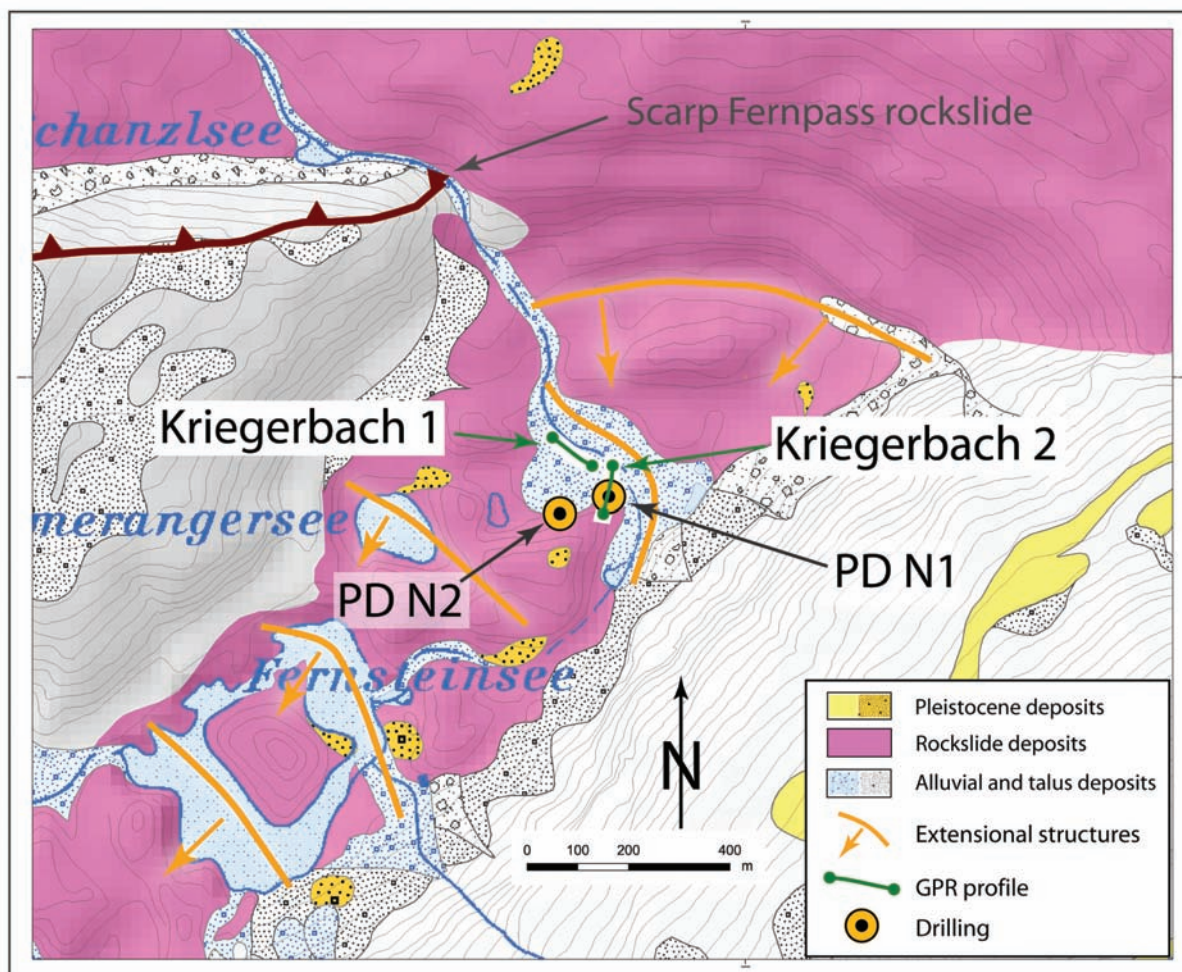 chanzlsee
Scarp Fernpass rockslide
Kriegerbach 1
Kriegerbach 2
merangersee
PD N2
PD N1
Fernsteinsee
N
0 100 200 400
m
Pleistocene deposits
Rockslide deposits
Alluvial and talus deposits
Extensional structures
GPR profile
Drilling